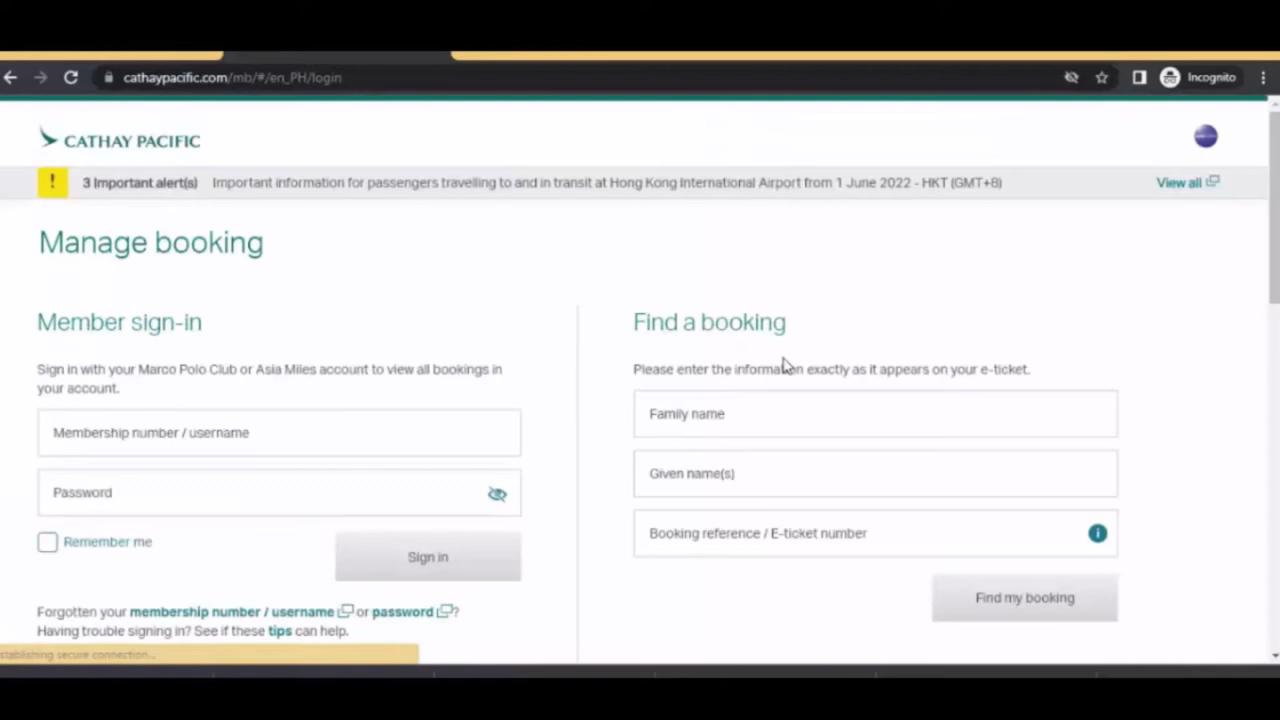 cathaypacific.com/mb/#/en_PH/login
Incognito
CATHAY PACIFIC
! 3 Important alert(s) Important information for passengers travelling to and in transit at Hong Kong International Airport from 1 June 2022 - HKT (GMT+8) View all
Manage booking
Member sign-in
Sign in with your Marco Polo Club or Asia Miles account to view all bookings in
your account.
Membership number / username
Password
Remember me
Sign in
Forgotten your membership number / username or password ?
Having trouble signing in? See if these tips can help.
Find a booking
Please enter the information exactly as it appears on your e-ticket.
Family name
Given name(s)
Booking reference / E-ticket number
Find my booking
stablishing secure connection...